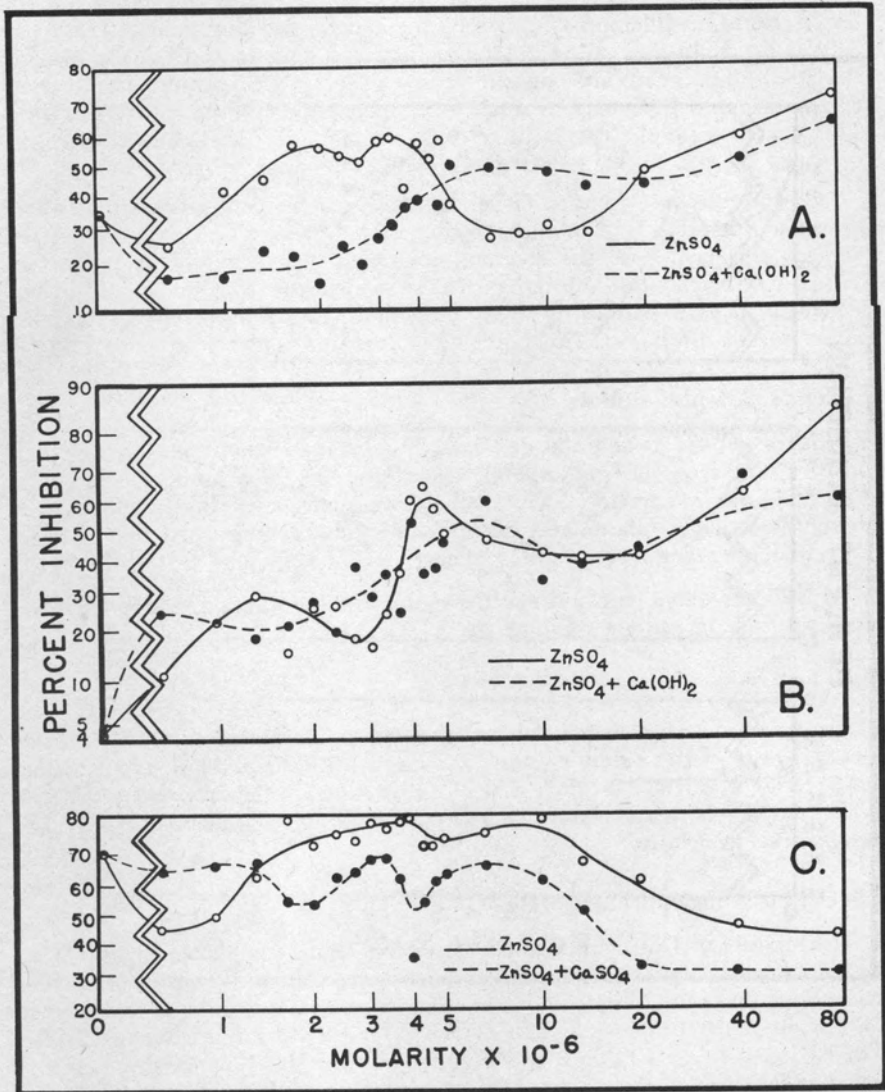 80
70
60
50
40
30
20
10
A.
ZnSO4
ZnSO4+Ca(OH)2
PERCENT INHIBITION
90
80
70
60
50
40
30
20
10
5
4
ZnSO4
ZnSO4+Ca(OH)2
B.
80
70
60
50
40
30
20
C.
ZnSO4
ZnSO4+CaSO4
0 1 2 3 4 5 10 20 40 80
MOLARITY X 10-6